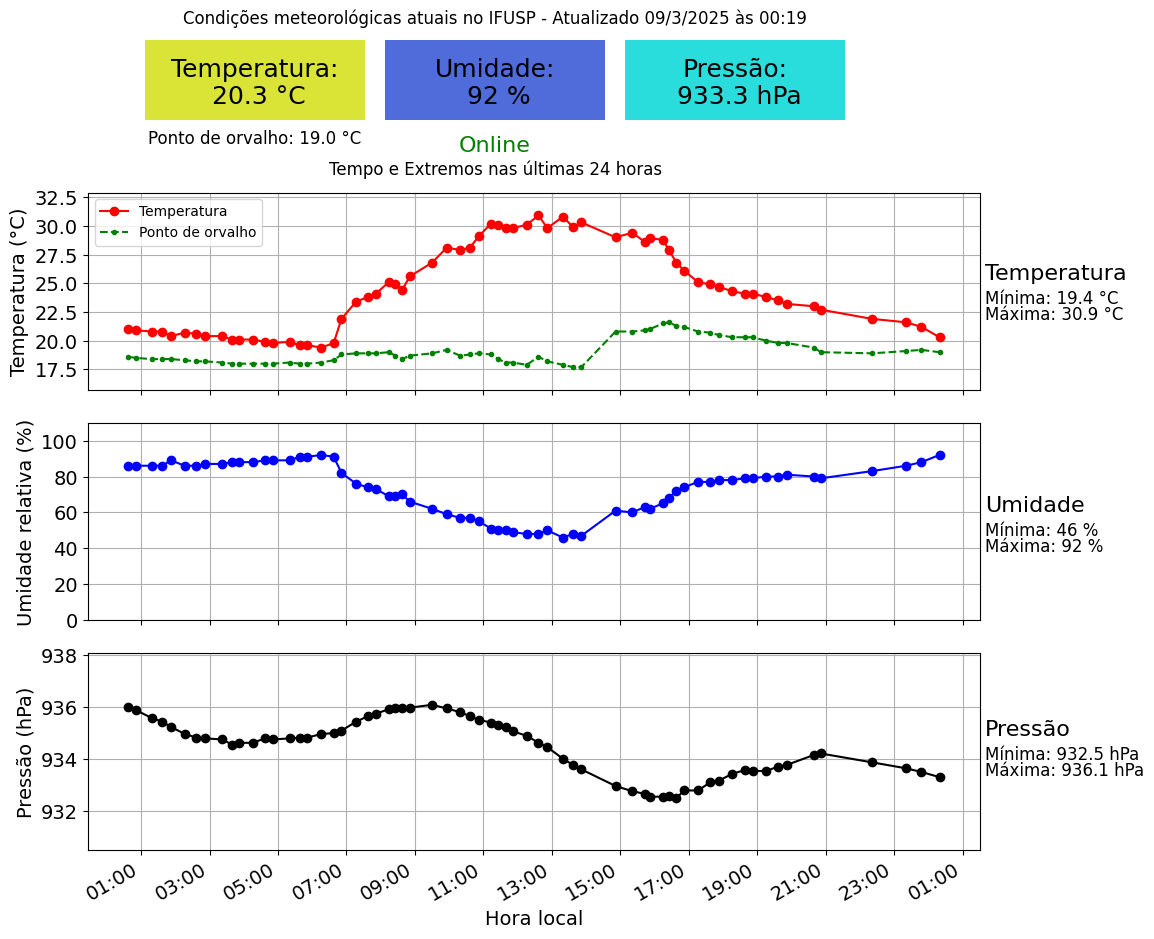 Condições meteorológicas atuais no IFUSP - Atualizado 09/3/2025 às 00:19
Temperatura:
20.3 °C
Umidade:
92 %
Pressão:
933.3 hPa
Ponto de orvalho: 19.0 °C
Online
Tempo e Extremos nas últimas 24 horas
Temperatura (°C)
32.5
30.0
27.5
25.0
22.5
20.0
17.5
Temperatura
Ponto de orvalho
Temperatura
Mínima: 19.4 °C
Máxima: 30.9 °C
Umidade relativa (%)
100
80
60
40
20
0
Umidade
Mínima: 46 %
Máxima: 92 %
Pressão (hPa)
938
936
934
932
Pressão
Mínima: 932.5 hPa
Máxima: 936.1 hPa
01:00
03:00
05:00
07:00
09:00
11:00
13:00
15:00
17:00
19:00
21:00
23:00
01:00
Hora local